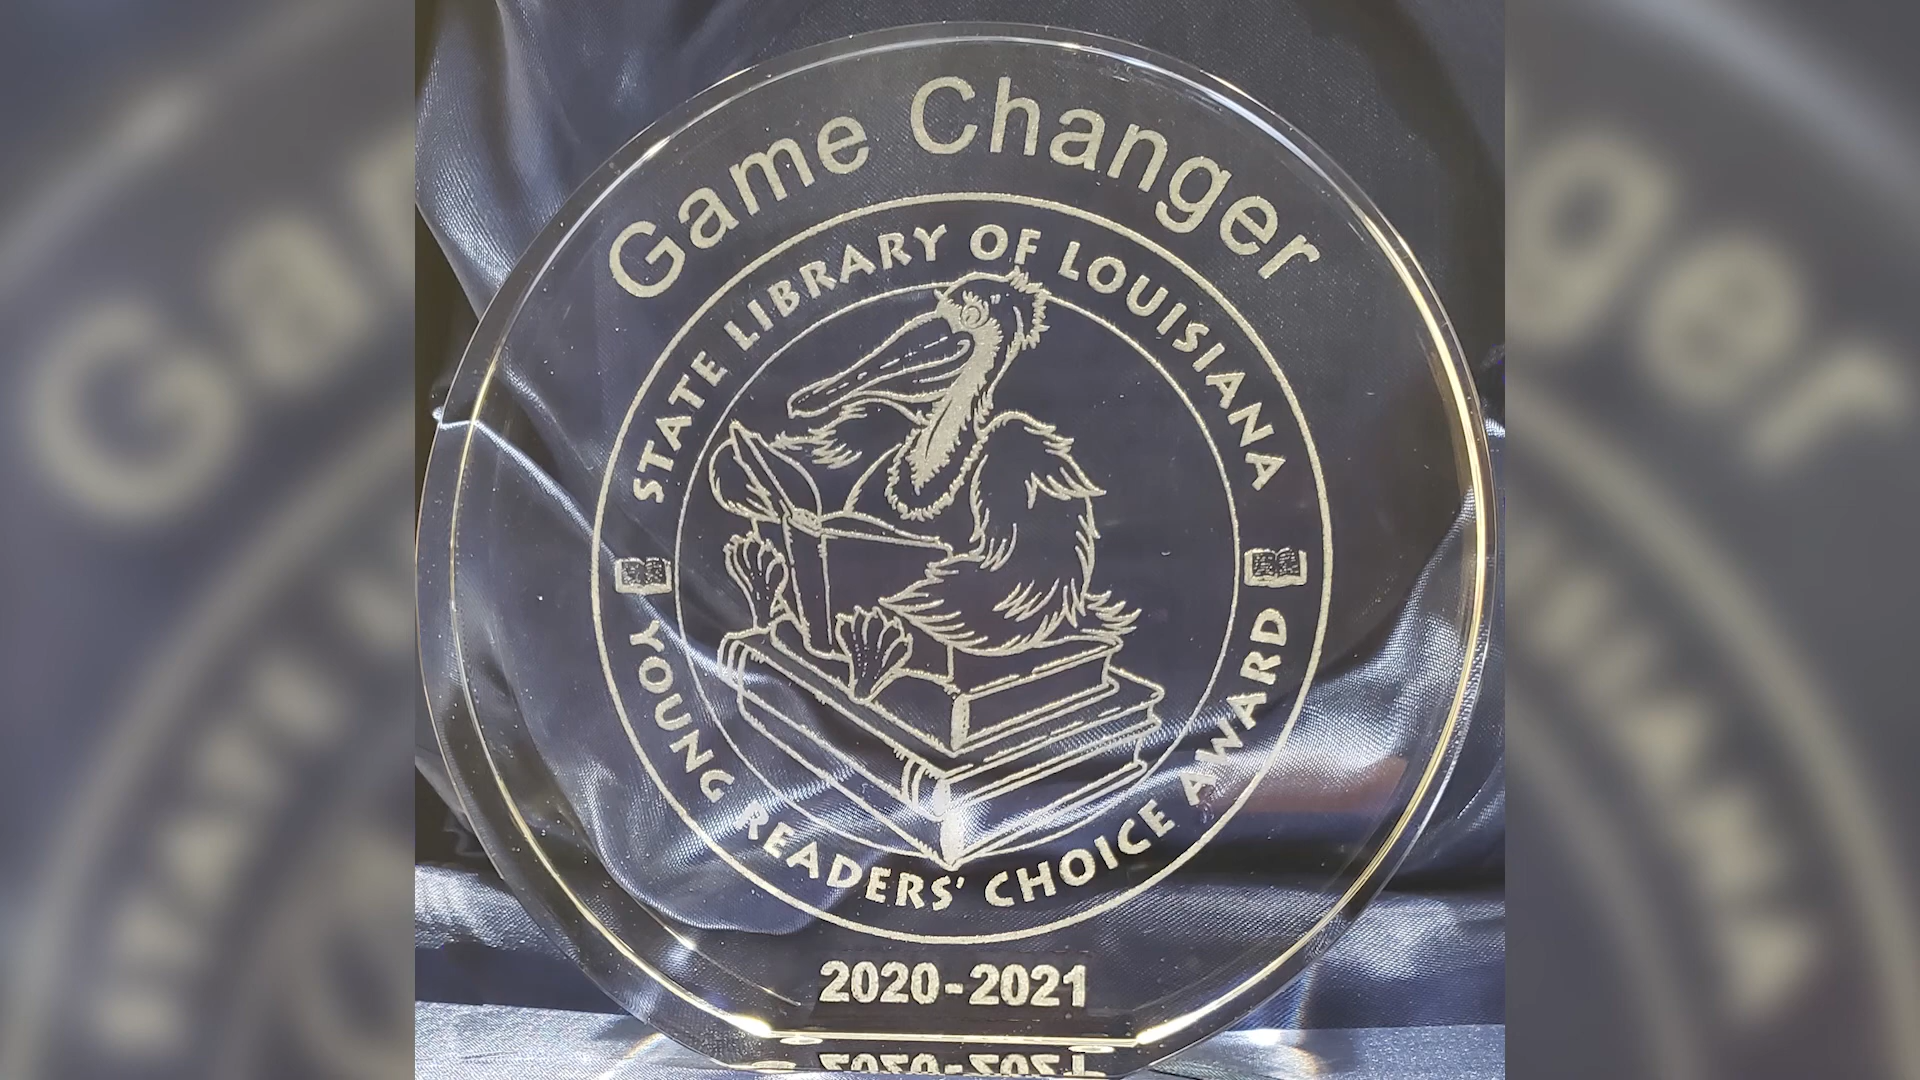 Game Changer
STATE LIBRARY OF LOUISIANA
YOUNG READERS' CHOICE AWARD
2020-2021